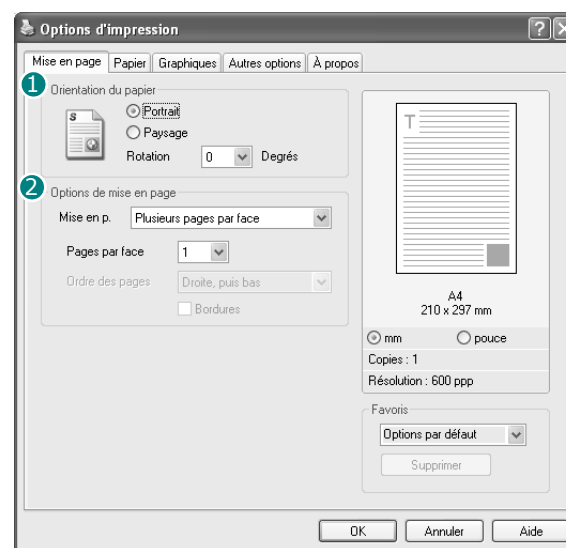 Options d'impression
Mise en page Papier Graphiques Autres options À propos
1 Orientation du papier
S
Portrait
Paysage
Rotation 0 Degrés
2 Options de mise en page
Mise en p. Plusieurs pages par face
Pages par face 1
Ordre des pages Droite, puis bas
Bordures
T
A4
210 x 297 mm
mm pouce
Copies : 1
Résolution : 600 ppp
Favoris
Options par défaut
Supprimer
OK Annuler Aide